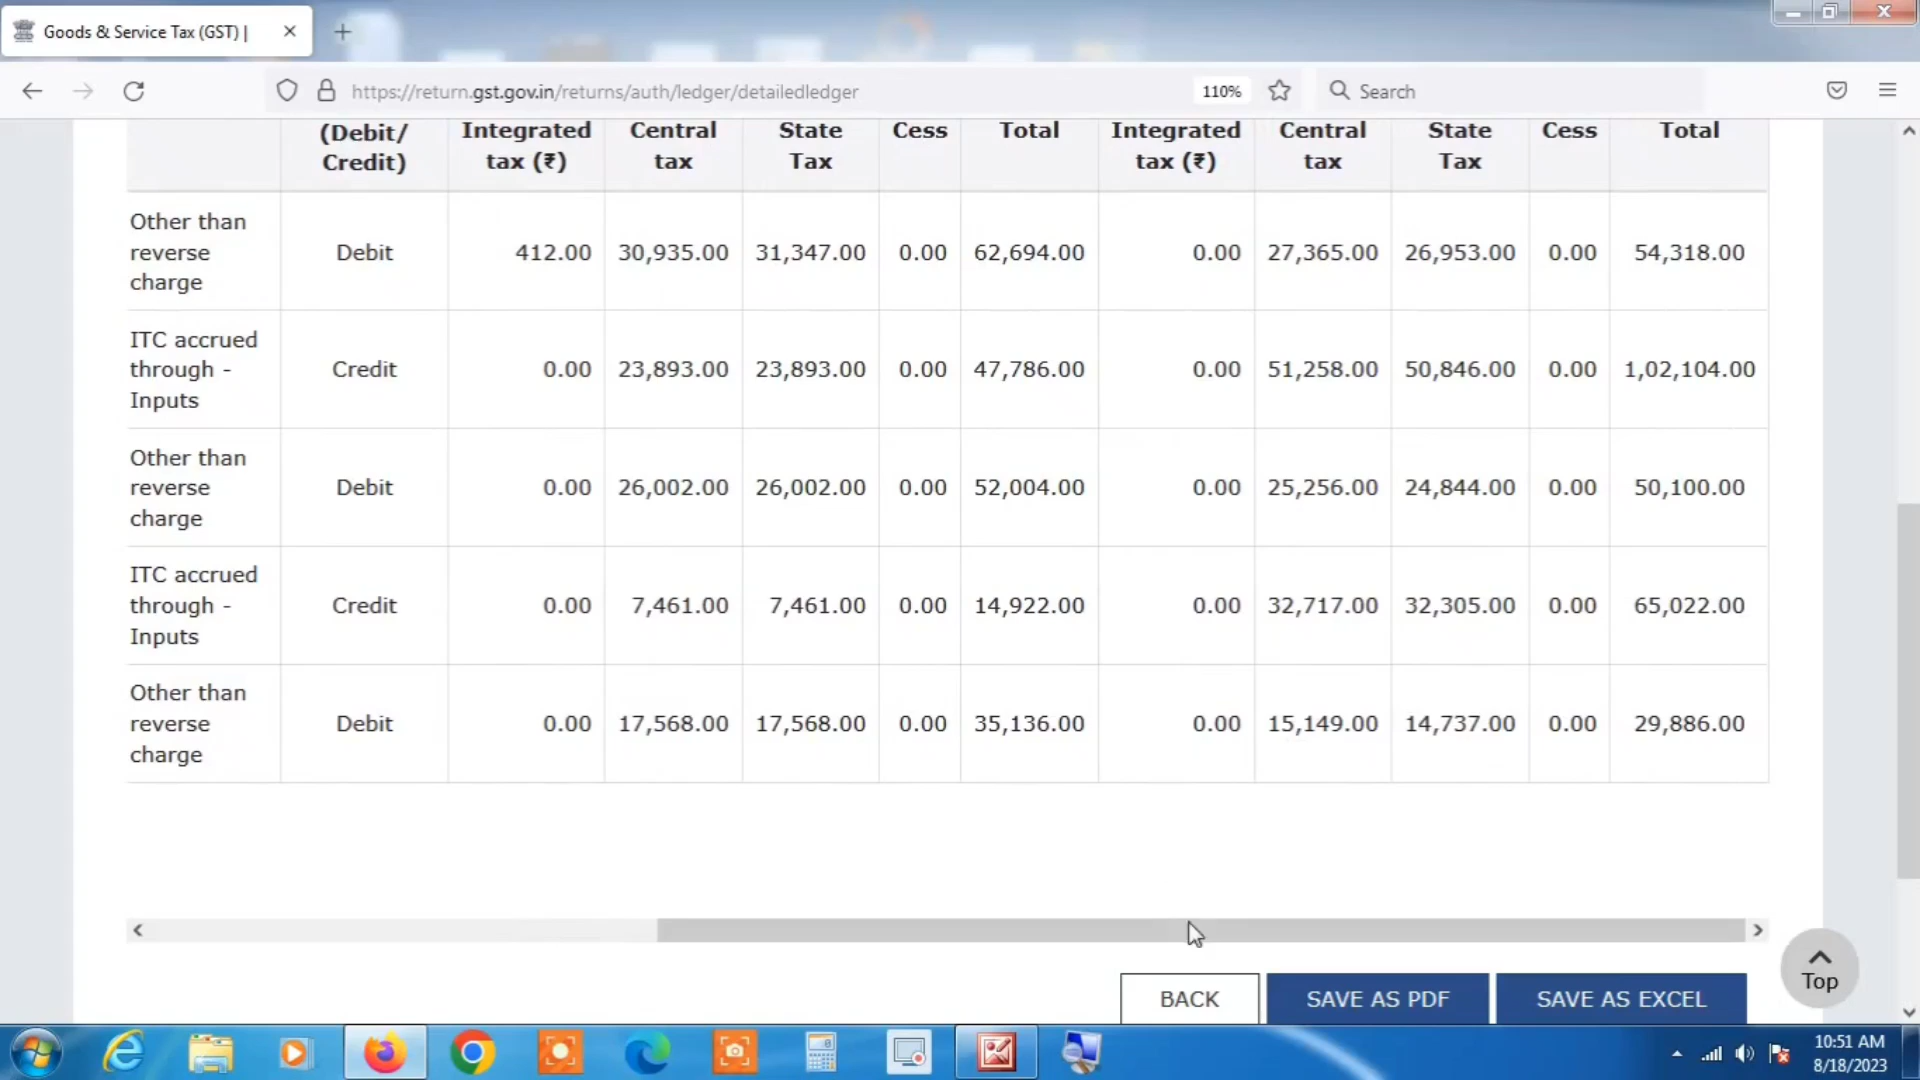 Goods & Service Tax (GST) |
https://return.gst.gov.in/returns/auth/ledger/detailedledger
110%
Search
(Debit/ Integrated Central State Cess Total Integrated Central State Cess Total
Credit) tax (₹) tax Tax tax (₹) tax Tax
Other than
reverse Debit 412.00 30,935.00 31,347.00 0.00 62,694.00 0.00 27,365.00 26,953.00 0.00 54,318.00
charge
ITC accrued
through - Credit 0.00 23,893.00 23,893.00 0.00 47,786.00 0.00 51,258.00 50,846.00 0.00 1,02,104.00
Inputs
Other than
reverse Debit 0.00 26,002.00 26,002.00 0.00 52,004.00 0.00 25,256.00 24,844.00 0.00 50,100.00
charge
ITC accrued
through - Credit 0.00 7,461.00 7,461.00 0.00 14,922.00 0.00 32,717.00 32,305.00 0.00 65,022.00
Inputs
Other than
reverse Debit 0.00 17,568.00 17,568.00 0.00 35,136.00 0.00 15,149.00 14,737.00 0.00 29,886.00
charge
Top
BACK SAVE AS PDF SAVE AS EXCEL
10:51 AM
8/18/2023